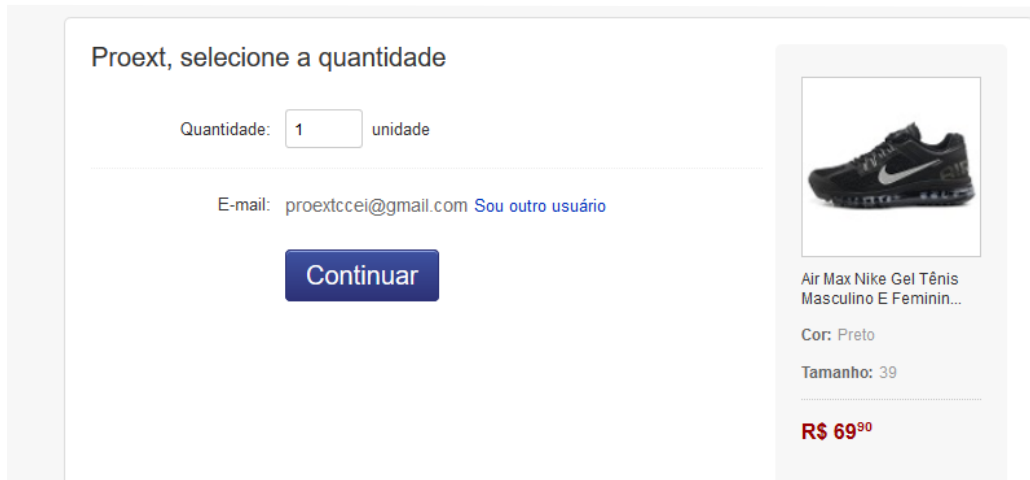 Proext, selecione a quantidade
Quantidade: 1 unidade
E-mail: proextccei@gmail.com Sou outro usuário
Continuar
Air Max Nike Gel Tênis
Masculino E Feminin...
Cor: Preto
Tamanho: 39
R$ 69⁹⁰